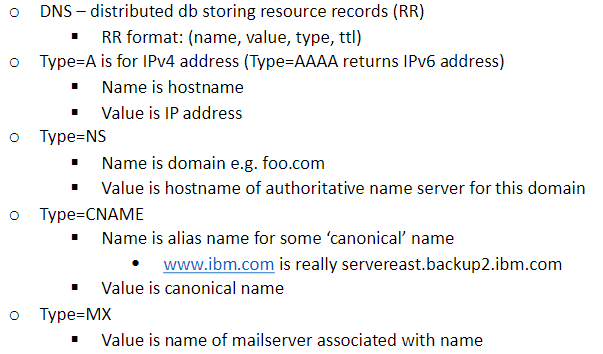 ○ DNS – distributed db storing resource records (RR)
▪ RR format: (name, value, type, ttl)
○ Type=A is for IPv4 address (Type=AAAA returns IPv6 address)
▪ Name is hostname
▪ Value is IP address
○ Type=NS
▪ Name is domain e.g. foo.com
▪ Value is hostname of authoritative name server for this domain
○ Type=CNAME
▪ Name is alias name for some ‘canonical’ name
• www.ibm.com is really servereast.backup2.ibm.com
▪ Value is canonical name
○ Type=MX
▪ Value is name of mailserver associated with name